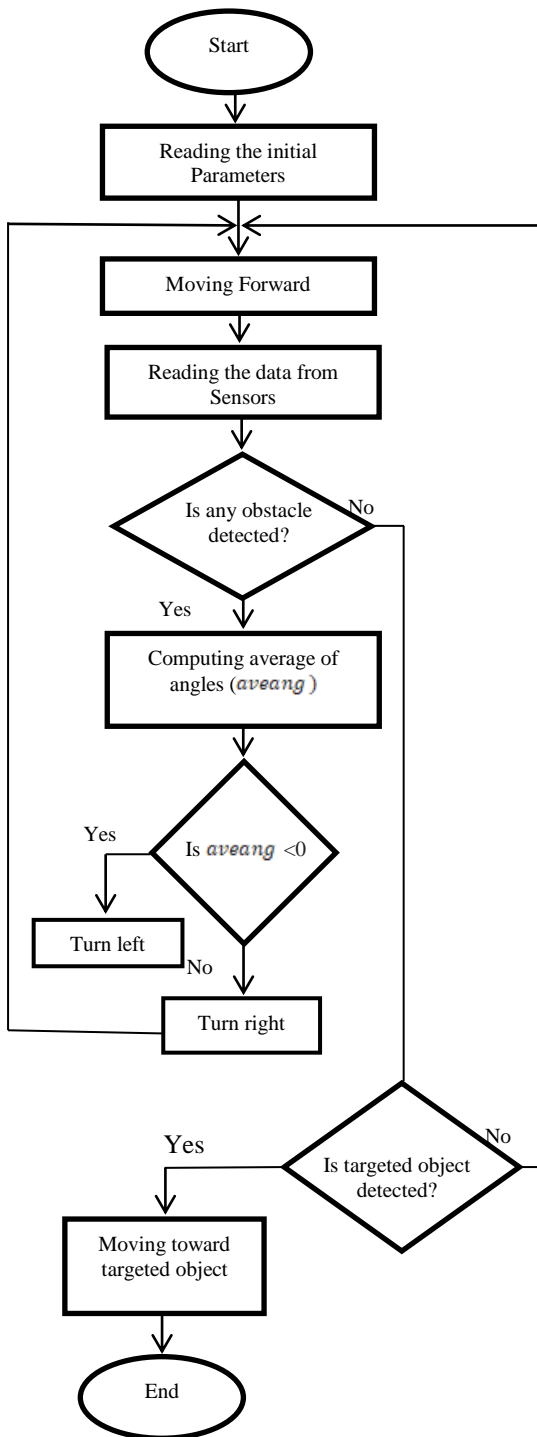 Start
Reading the initial
Parameters
Moving Forward
Reading the data from
Sensors
Is any obstacle
detected?
No
Yes
Computing average of
angles (aveang)
Yes
Is aveang <0
Turn left
No
Turn right
Yes
No
Is targeted object
detected?
Moving toward
targeted object
End